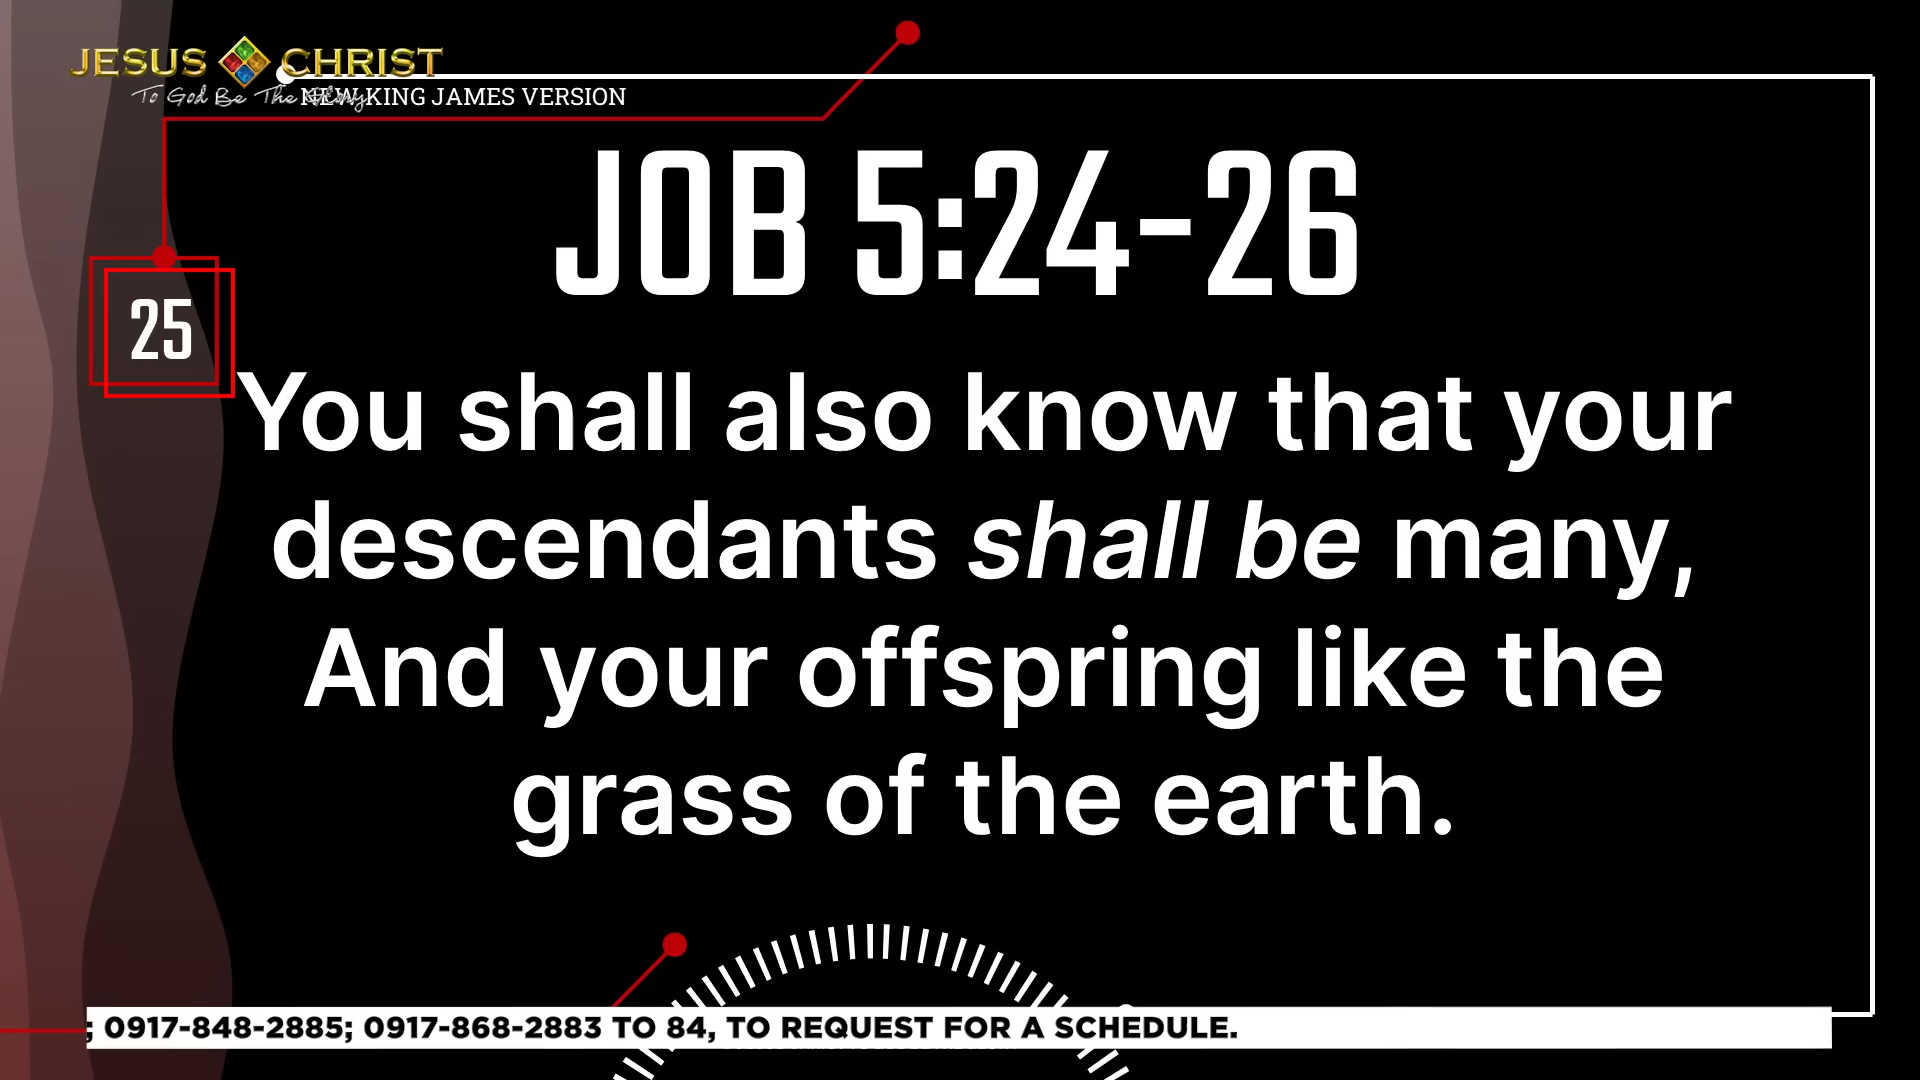 JESUS CHRIST
To God Be The Glory
NEW KING JAMES VERSION
JOB 5:24-26
25
You shall also know that your
descendants shall be many,
And your offspring like the
grass of the earth.
; 0917-848-2885; 0917-868-2883 TO 84, TO REQUEST FOR A SCHEDULE.